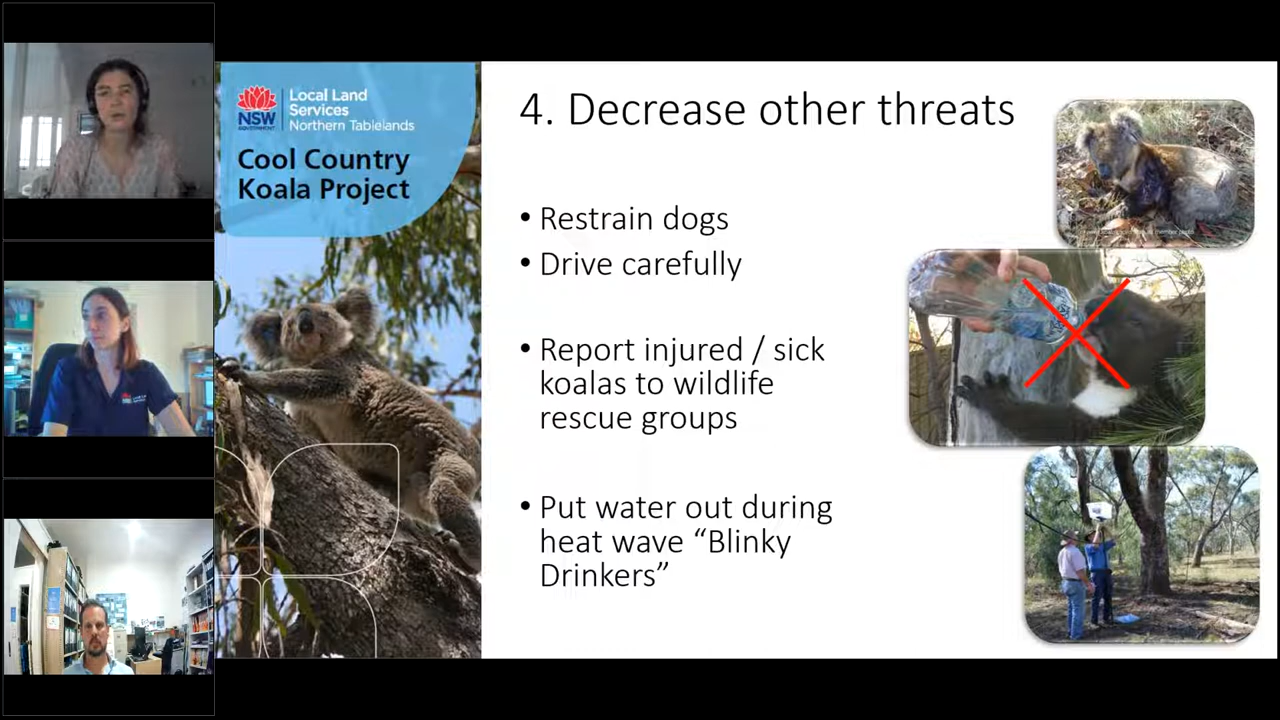 Local Land
Services
Northern Tablelands
NSW
GOVERNMENT
Cool Country
Koala Project
4. Decrease other threats
• Restrain dogs
• Drive carefully
• Report injured / sick
koalas to wildlife
rescue groups
• Put water out during
heat wave “Blinky
Drinkers”